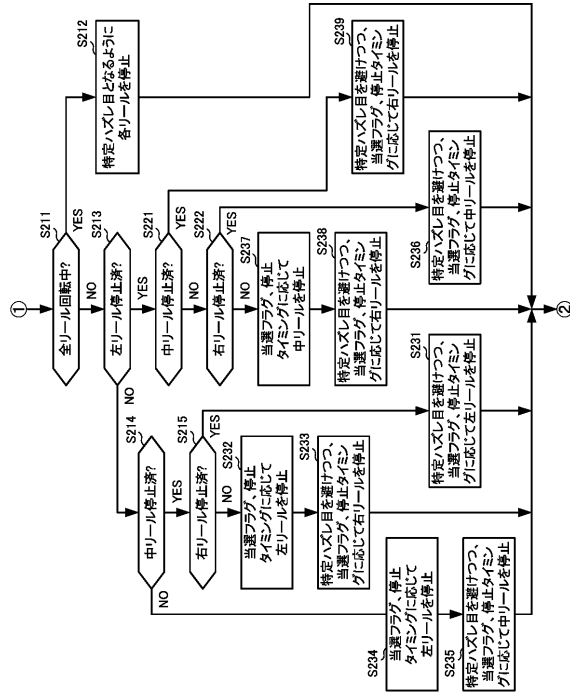 ①
S211
全リール回転中?
YES
NO
S212
特定ハズレ目となるように
各リールを停止
S213
左リール停止済?
YES
NO
S214
中リール停止済?
YES
NO
S215
右リール停止済?
YES
NO
S221
中リール停止済?
YES
NO
S222
右リール停止済?
YES
NO
S232
当選フラグ、停止
タイミングに応じて
左リールを停止
S233
特定ハズレ目を避けつつ、
当選フラグ、停止タイミン
グに応じて右リールを停止
S234
当選フラグ、停止
タイミングに応じて
左リールを停止
S235
特定ハズレ目を避けつつ、
当選フラグ、停止タイミン
グに応じて中リールを停止
S231
特定ハズレ目を避けつつ、
当選フラグ、停止タイミン
グに応じて左リールを停止
S237
当選フラグ、停止
タイミングに応じて
中リールを停止
S238
特定ハズレ目を避けつつ、
当選フラグ、停止タイミン
グに応じて右リールを停止
S236
特定ハズレ目を避けつつ、
当選フラグ、停止タイミン
グに応じて中リールを停止
S239
特定ハズレ目を避けつつ、
当選フラグ、停止タイミン
グに応じて右リールを停止
②